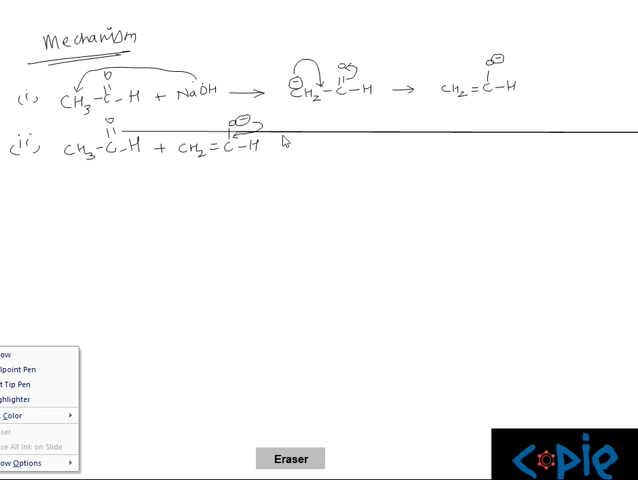 Mechanism
(i) CH3-C-H + NaOH → CH2-C-H → CH2=C-H
O O O
(ii) CH3-C-H + CH2=C-H
O O
ow
lpoint Pen
t Tip Pen
ghlighter
Color
ser
se All Ink on Slide
ow Options
Eraser
copie